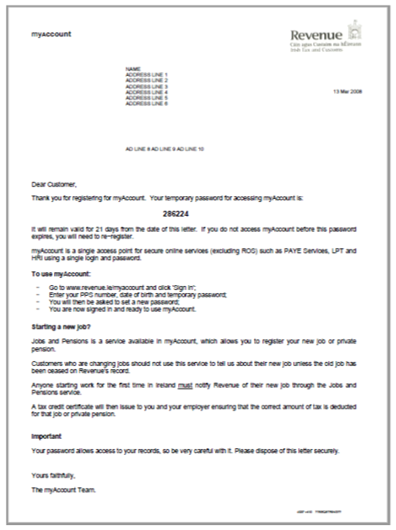 myAccount
Revenue
Cáin agus Custaim na hÉireann
Irish Tax and Customs
NAME
ADDRESS LINE 1
ADDRESS LINE 2
ADDRESS LINE 3
ADDRESS LINE 4
ADDRESS LINE 5
ADDRESS LINE 6
13 Mar 2008
AD LINE 8 AD LINE 9 AD LINE 10
Dear Customer,
Thank you for registering for myAccount. Your temporary password for accessing myAccount is:
286224
It will remain valid for 21 days from the date of this letter. If you do not access myAccount before this password
expires, you will need to re-register.
myAccount is a single access point for secure online services (excluding ROS) such as PAYE Services, LPT and
HRI using a single login and password.
To use myAccount:
- Go to www.revenue.ie/myaccount and click 'Sign in';
- Enter your PPS number, date of birth and temporary password;
- You will then be asked to set a new password;
- You are now signed in and ready to use myAccount.
Starting a new job?
Jobs and Pensions is a service available in myAccount, which allows you to register your new job or private
pension.
Customers who are changing jobs should not use this service to tell us about their new job unless the old job has
been ceased on Revenue's record.
Anyone starting work for the first time in Ireland must notify Revenue of their new job through the Jobs and
Pensions service.
A tax credit certificate will then issue to you and your employer ensuring that the correct amount of tax is deducted
for that job or private pension.
Important
Your password allows access to your records, so be very careful with it. Please dispose of this letter securely.
Yours faithfully,
The myAccount Team.